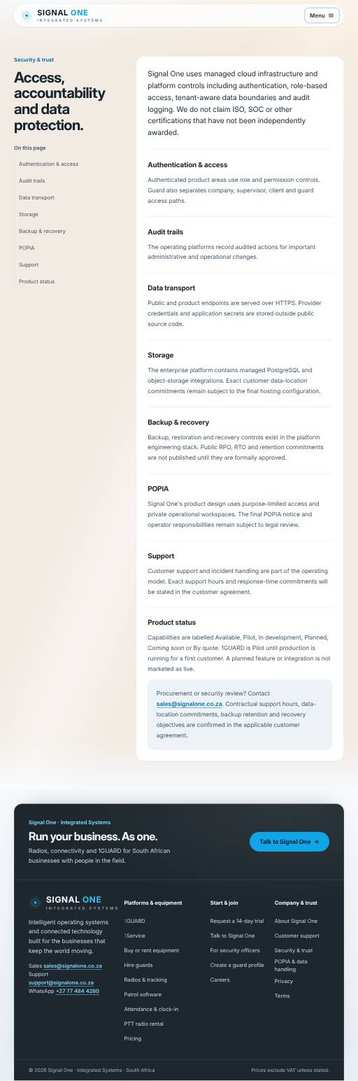 SIGNAL ONE
INTEGRATED SYSTEMS
Menu
Security & trust
Access,
accountability
and data
protection.
On this page
Authentication & access
Audit trails
Data transport
Storage
Backup & recovery
POPIA
Support
Product status
Signal One uses managed cloud infrastructure and
platform controls including authentication, role-based
access, tenant-aware data boundaries and audit
logging. We do not claim ISO, SOC or other
certifications that have not been independently
awarded.
Authentication & access
Authenticated product areas use role and permission controls.
Guard also separates company, supervisor, client and guard
access paths.
Audit trails
The operating platforms record audited actions for important
administrative and operational changes.
Data transport
Public and product endpoints are served over HTTPS. Provider
credentials and application secrets are stored outside public
source code.
Storage
The enterprise platform contains managed PostgreSQL and
object-storage integrations. Exact customer data-location
commitments remain subject to the final hosting configuration.
Backup & recovery
Backup, restoration and recovery controls exist in the platform
engineering stack. Public RPO, RTO and retention commitments
are not published until they are formally approved.
POPIA
Signal One's product design uses purpose-limited access and
private operational workspaces. The final POPIA notice and
operator responsibilities remain subject to legal review.
Support
Customer support and incident handling are part of the operating
model. Exact support hours and response-time commitments will
be stated in the customer agreement.
Product status
Capabilities are labelled Available, Pilot, In development, Planned,
Coming soon or By quote. 1GUARD is Pilot until production is
running for a first customer. A planned feature or integration is not
marketed as live.
Procurement or security review? Contact
sales@signalone.co.za. Contractual support hours, data-
location commitments, backup retention and recovery
objectives are confirmed in the applicable customer
agreement.
Signal One · Integrated Systems
Run your business. As one.
Radios, connectivity and 1GUARD for South African
businesses with people in the field.
Talk to Signal One →
SIGNAL ONE
INTEGRATED SYSTEMS
Intelligent operating systems
and connected technology
built for the businesses that
keep the world moving.
Sales sales@signalone.co.za
Support
support@signalone.co.za
WhatsApp +27 77 484 4280
Platforms & equipment
1GUARD
1Service
Buy or rent equipment
Hire guards
Radios & tracking
Patrol software
Attendance & clock-in
PTT radio rental
Pricing
Start & join
Request a 14-day trial
Talk to Signal One
For security officers
Create a guard profile
Careers
Company & trust
About Signal One
Customer support
Security & trust
POPIA & data
handling
Privacy
Terms
© 2026 Signal One · Integrated Systems · South Africa
Prices exclude VAT unless stated.